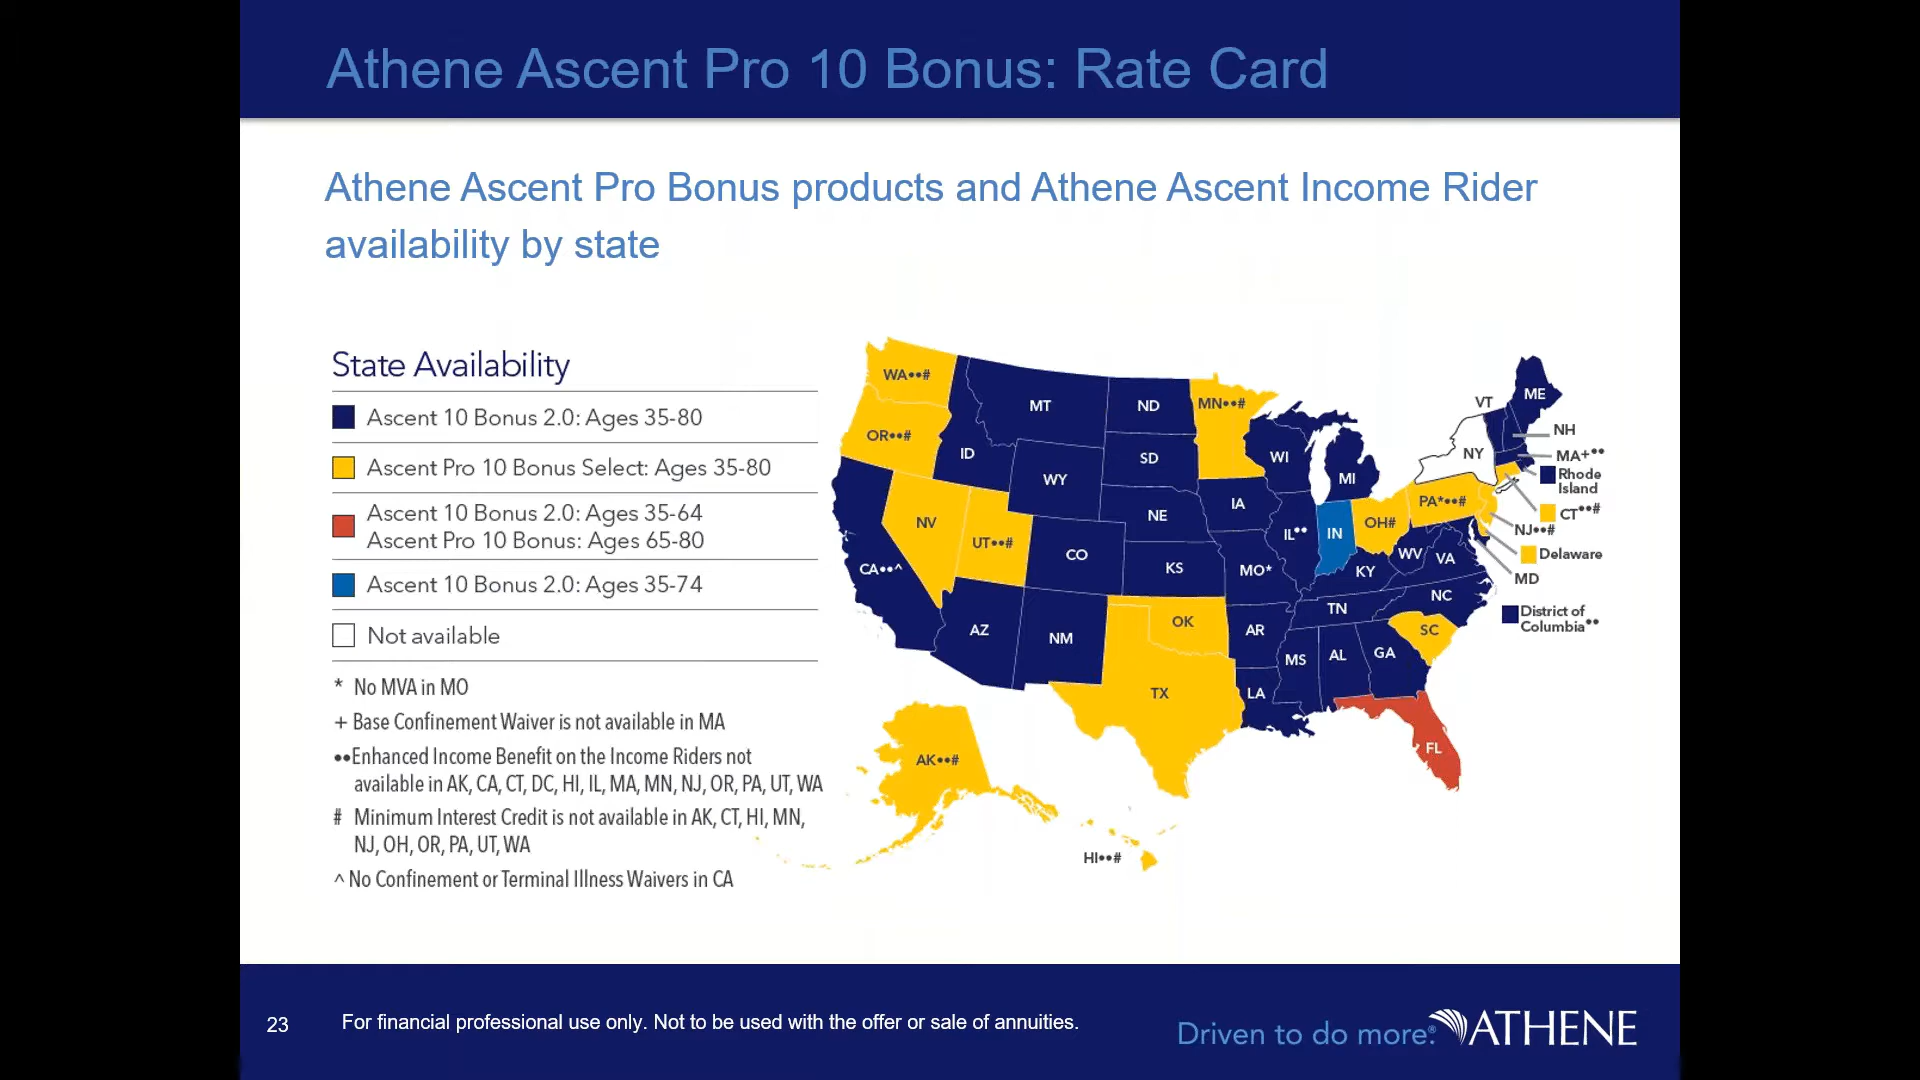 Athene Ascent Pro 10 Bonus: Rate Card
Athene Ascent Pro Bonus products and Athene Ascent Income Rider
availability by state
State Availability
Ascent 10 Bonus 2.0: Ages 35-80
Ascent Pro 10 Bonus Select: Ages 35-80
Ascent 10 Bonus 2.0: Ages 35-64
Ascent Pro 10 Bonus: Ages 65-80
Ascent 10 Bonus 2.0: Ages 35-74
Not available
* No MVA in MO
+ Base Confinement Waiver is not available in MA
••Enhanced Income Benefit on the Income Riders not
available in AK, CA, CT, DC, HI, IL, MA, MN, NJ, OR, PA, UT, WA
# Minimum Interest Credit is not available in AK, CT, HI, MN,
NJ, OH, OR, PA, UT, WA
^ No Confinement or Terminal Illness Waivers in CA
WA••#
OR••#
ID
MT
ND
MN••#
WI
MI
VT
ME
NH
NY
MA+••
Rhode
Island
CT••#
NJ••#
Delaware
MD
District of
Columbia••
SD
WY
NV
UT••#
CA••^
CO
NE
IA
IL••
IN
OH#
PA*••#
WV
VA
KS
MO*
KY
NC
TN
AZ
NM
OK
AR
SC
MS
AL
GA
TX
LA
FL
AK••#
HI••#
23
For financial professional use only. Not to be used with the offer or sale of annuities.
Driven to do more.®
ATHENE